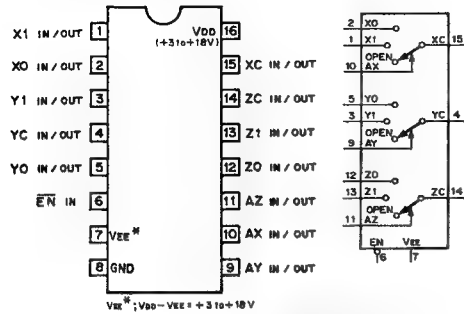 X1 IN/OUT 1
X0 IN/OUT 2
Y1 IN/OUT 3
YC IN/OUT 4
Y0 IN/OUT 5
EN IN 6
7 VEE*
8 GND
VDD 16
(+3 to +18V)
15 XC IN/OUT
14 ZC IN/OUT
13 Z1 IN/OUT
12 Z0 IN/OUT
11 AZ IN/OUT
10 AX IN/OUT
9 AY IN/OUT
VEE*; VDD-VEE = +3 to +18V
2 X0
1 X1 XC 15
OPEN
10 AX
5 Y0
3 Y1 YC 4
OPEN
9 AY
12 Z0
13 Z1 ZC 14
OPEN
11 AZ
EN VEE
6 7